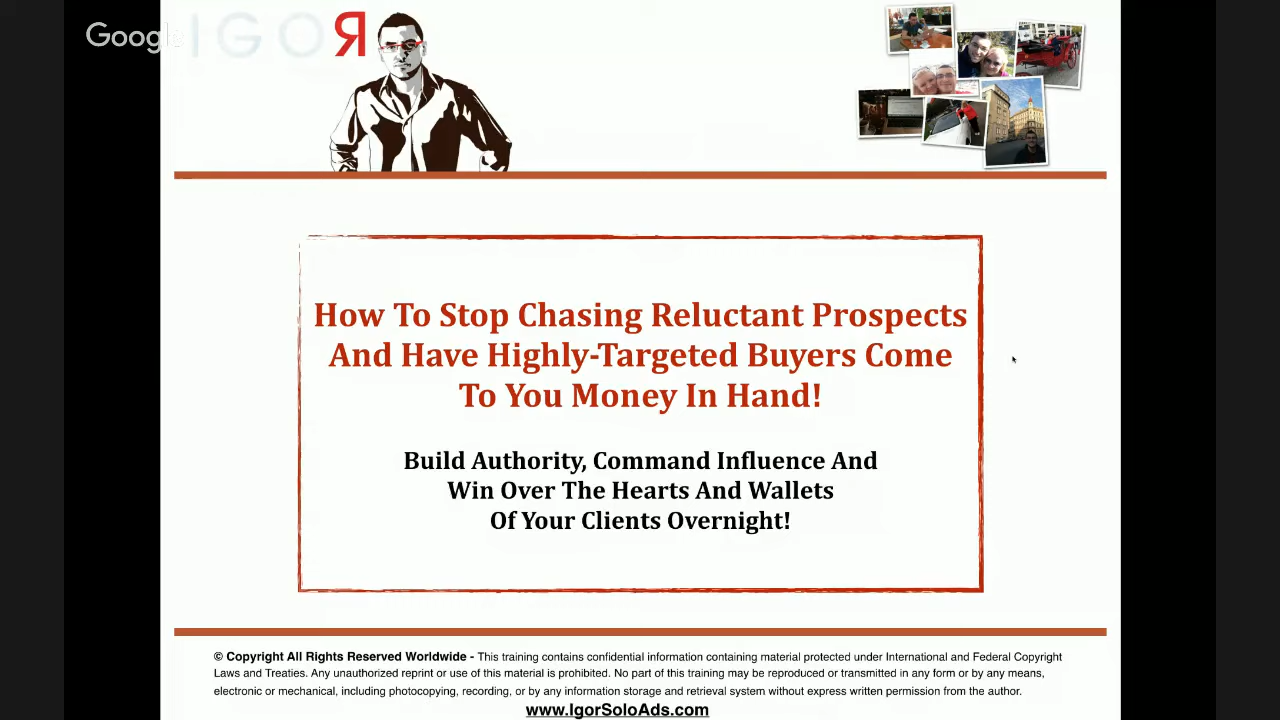 Google
IGOЯ
How To Stop Chasing Reluctant Prospects
And Have Highly-Targeted Buyers Come
To You Money In Hand!
Build Authority, Command Influence And
Win Over The Hearts And Wallets
Of Your Clients Overnight!
© Copyright All Rights Reserved Worldwide - This training contains confidential information containing material protected under International and Federal Copyright
Laws and Treaties. Any unauthorized reprint or use of this material is prohibited. No part of this training may be reproduced or transmitted in any form or by any means,
electronic or mechanical, including photocopying, recording, or by any information storage and retrieval system without express written permission from the author.
www.IgorSoloAds.com